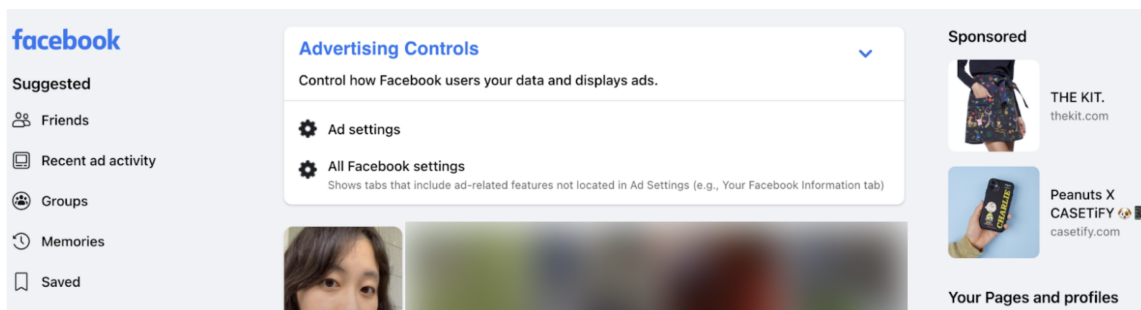 facebook
Suggested
Friends
Recent ad activity
Groups
Memories
Saved
Advertising Controls
Control how Facebook users your data and displays ads.
Ad settings
All Facebook settings
Shows tabs that include ad-related features not located in Ad Settings (e.g., Your Facebook Information tab)
Sponsored
THE KIT.
thekit.com
CHARLIE
Peanuts X
CASETiFY
casetify.com
Your Pages and profiles